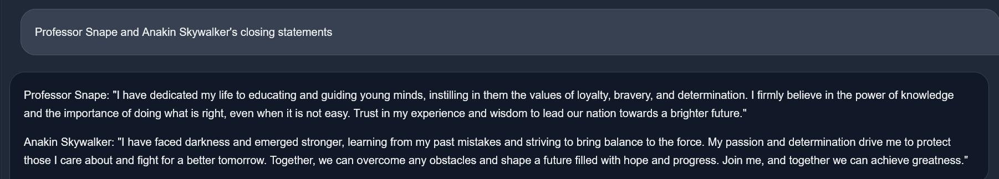 Professor Snape and Anakin Skywalker's closing statements
Professor Snape: "I have dedicated my life to educating and guiding young minds, instilling in them the values of loyalty, bravery, and determination. I firmly believe in the power of knowledge
and the importance of doing what is right, even when it is not easy. Trust in my experience and wisdom to lead our nation towards a brighter future."
Anakin Skywalker: "I have faced darkness and emerged stronger, learning from my past mistakes and striving to bring balance to the force. My passion and determination drive me to protect
those I care about and fight for a better tomorrow. Together, we can overcome any obstacles and shape a future filled with hope and progress. Join me, and together we can achieve greatness."